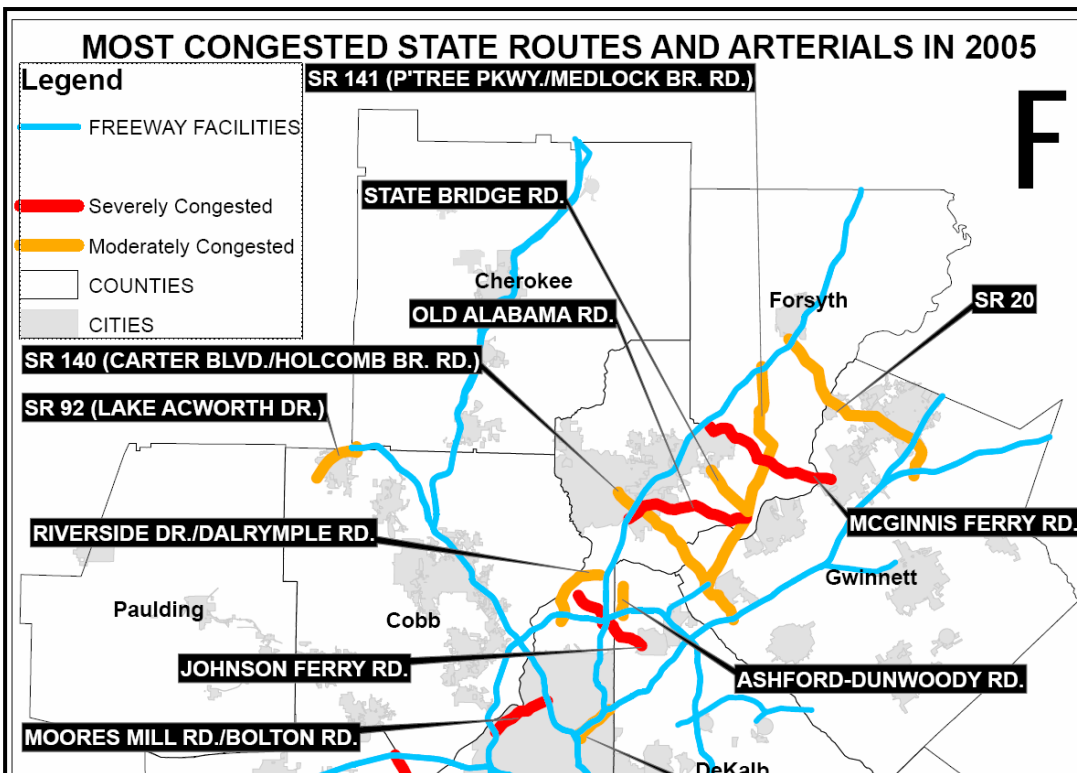 MOST CONGESTED STATE ROUTES AND ARTERIALS IN 2005
Legend
FREEWAY FACILITIES
Severely Congested
Moderately Congested
COUNTIES
CITIES
SR 141 (P'TREE PKWY./MEDLOCK BR. RD.)
F
STATE BRIDGE RD.
Cherokee
Forsyth
SR 20
OLD ALABAMA RD.
SR 140 (CARTER BLVD./HOLCOMB BR. RD.)
SR 92 (LAKE ACWORTH DR.)
MCGINNIS FERRY RD.
RIVERSIDE DR./DALRYMPLE RD.
Gwinnett
Paulding
Cobb
JOHNSON FERRY RD.
ASHFORD-DUNWOODY RD.
MOORES MILL RD./BOLTON RD.
DeKalb